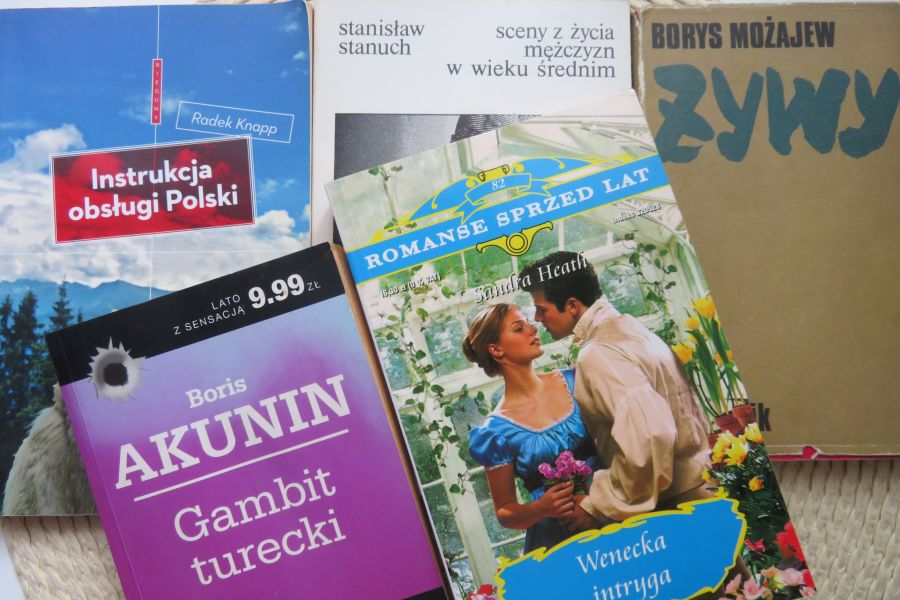 BIEGUNY
Radek Knapp
Instrukcja
obsługi Polski
stanisław
stanuch
sceny z życia
mężczyzn
w wieku średnim
BORYS MOŻAJEW
ŻYWY
82
ROMANSE SPRZED LAT
Sandra Heath
Wenecka
intryga
LATO
Z SENSACJĄ
9.99 ZŁ
Boris
AKUNIN
Gambit
turecki